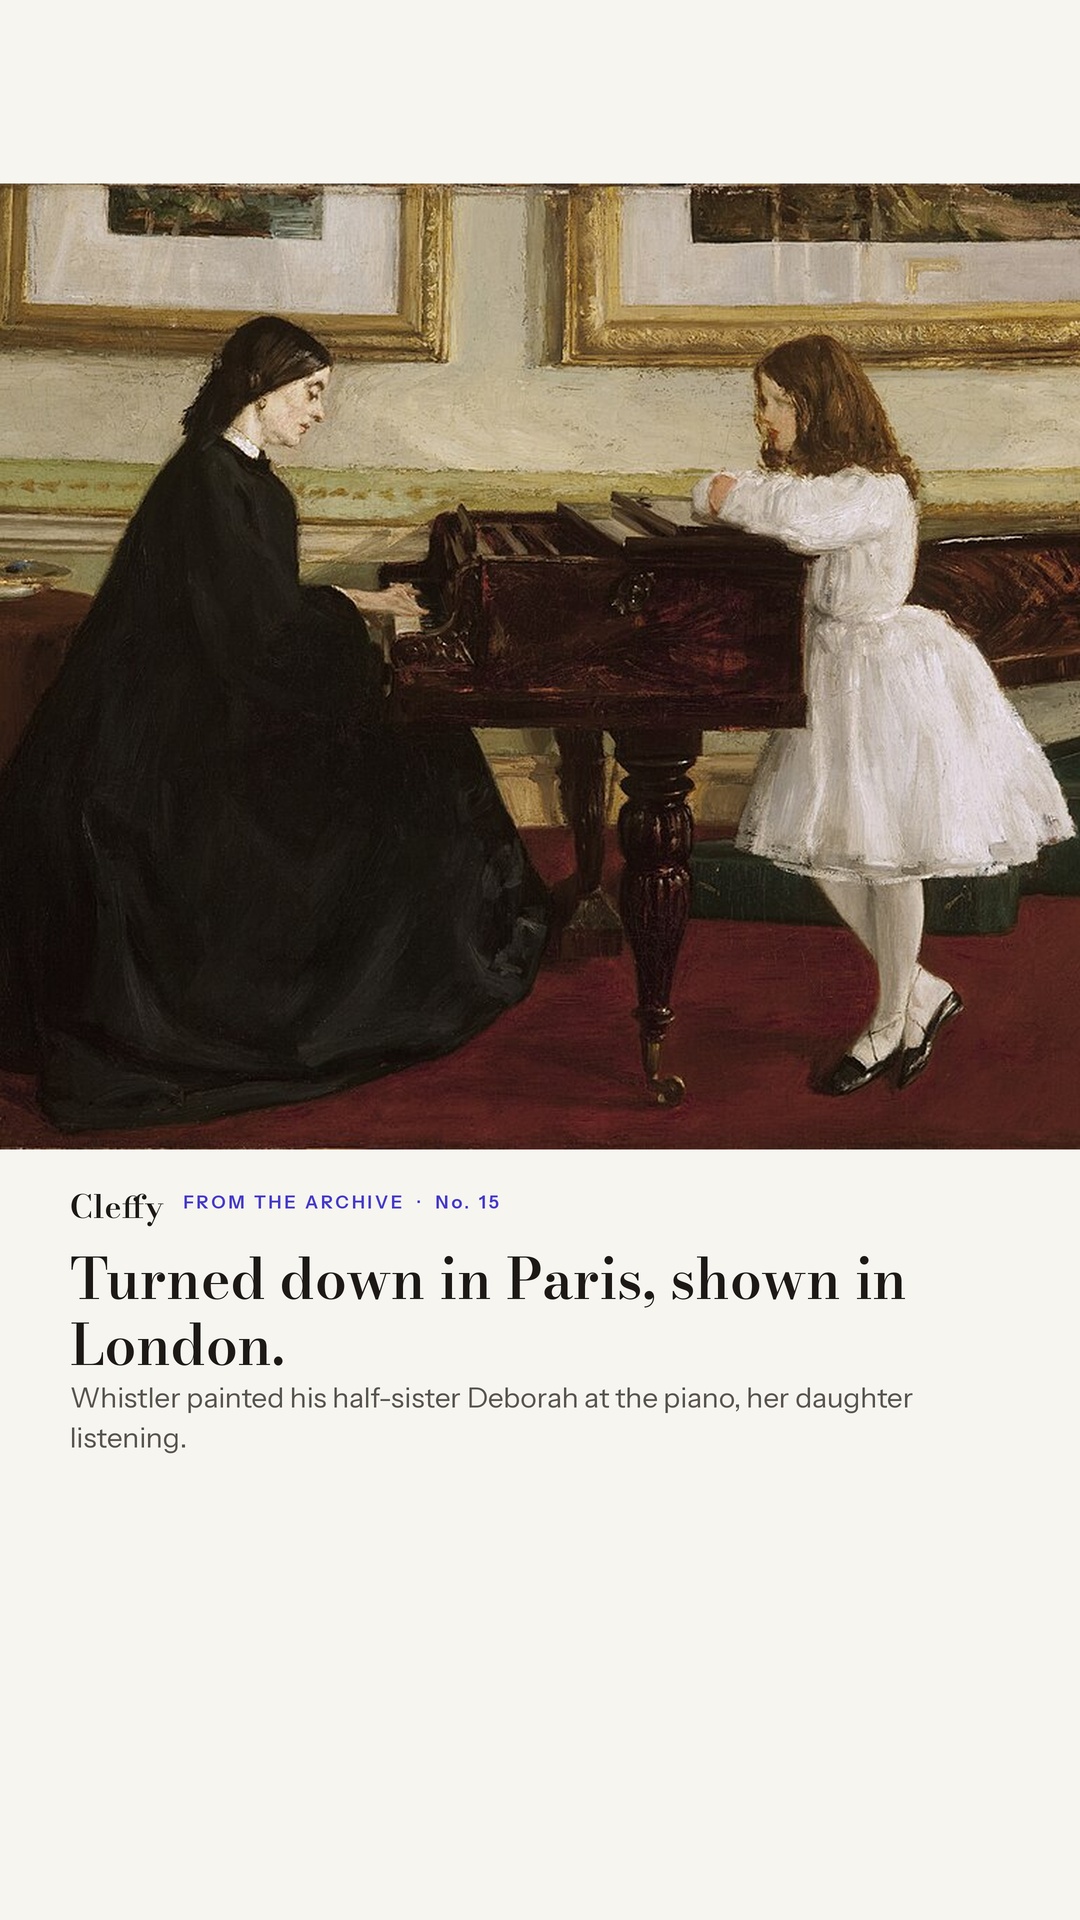 Cleffy FROM THE ARCHIVE · No. 15
Turned down in Paris, shown in
London.
Whistler painted his half-sister Deborah at the piano, her daughter
listening.